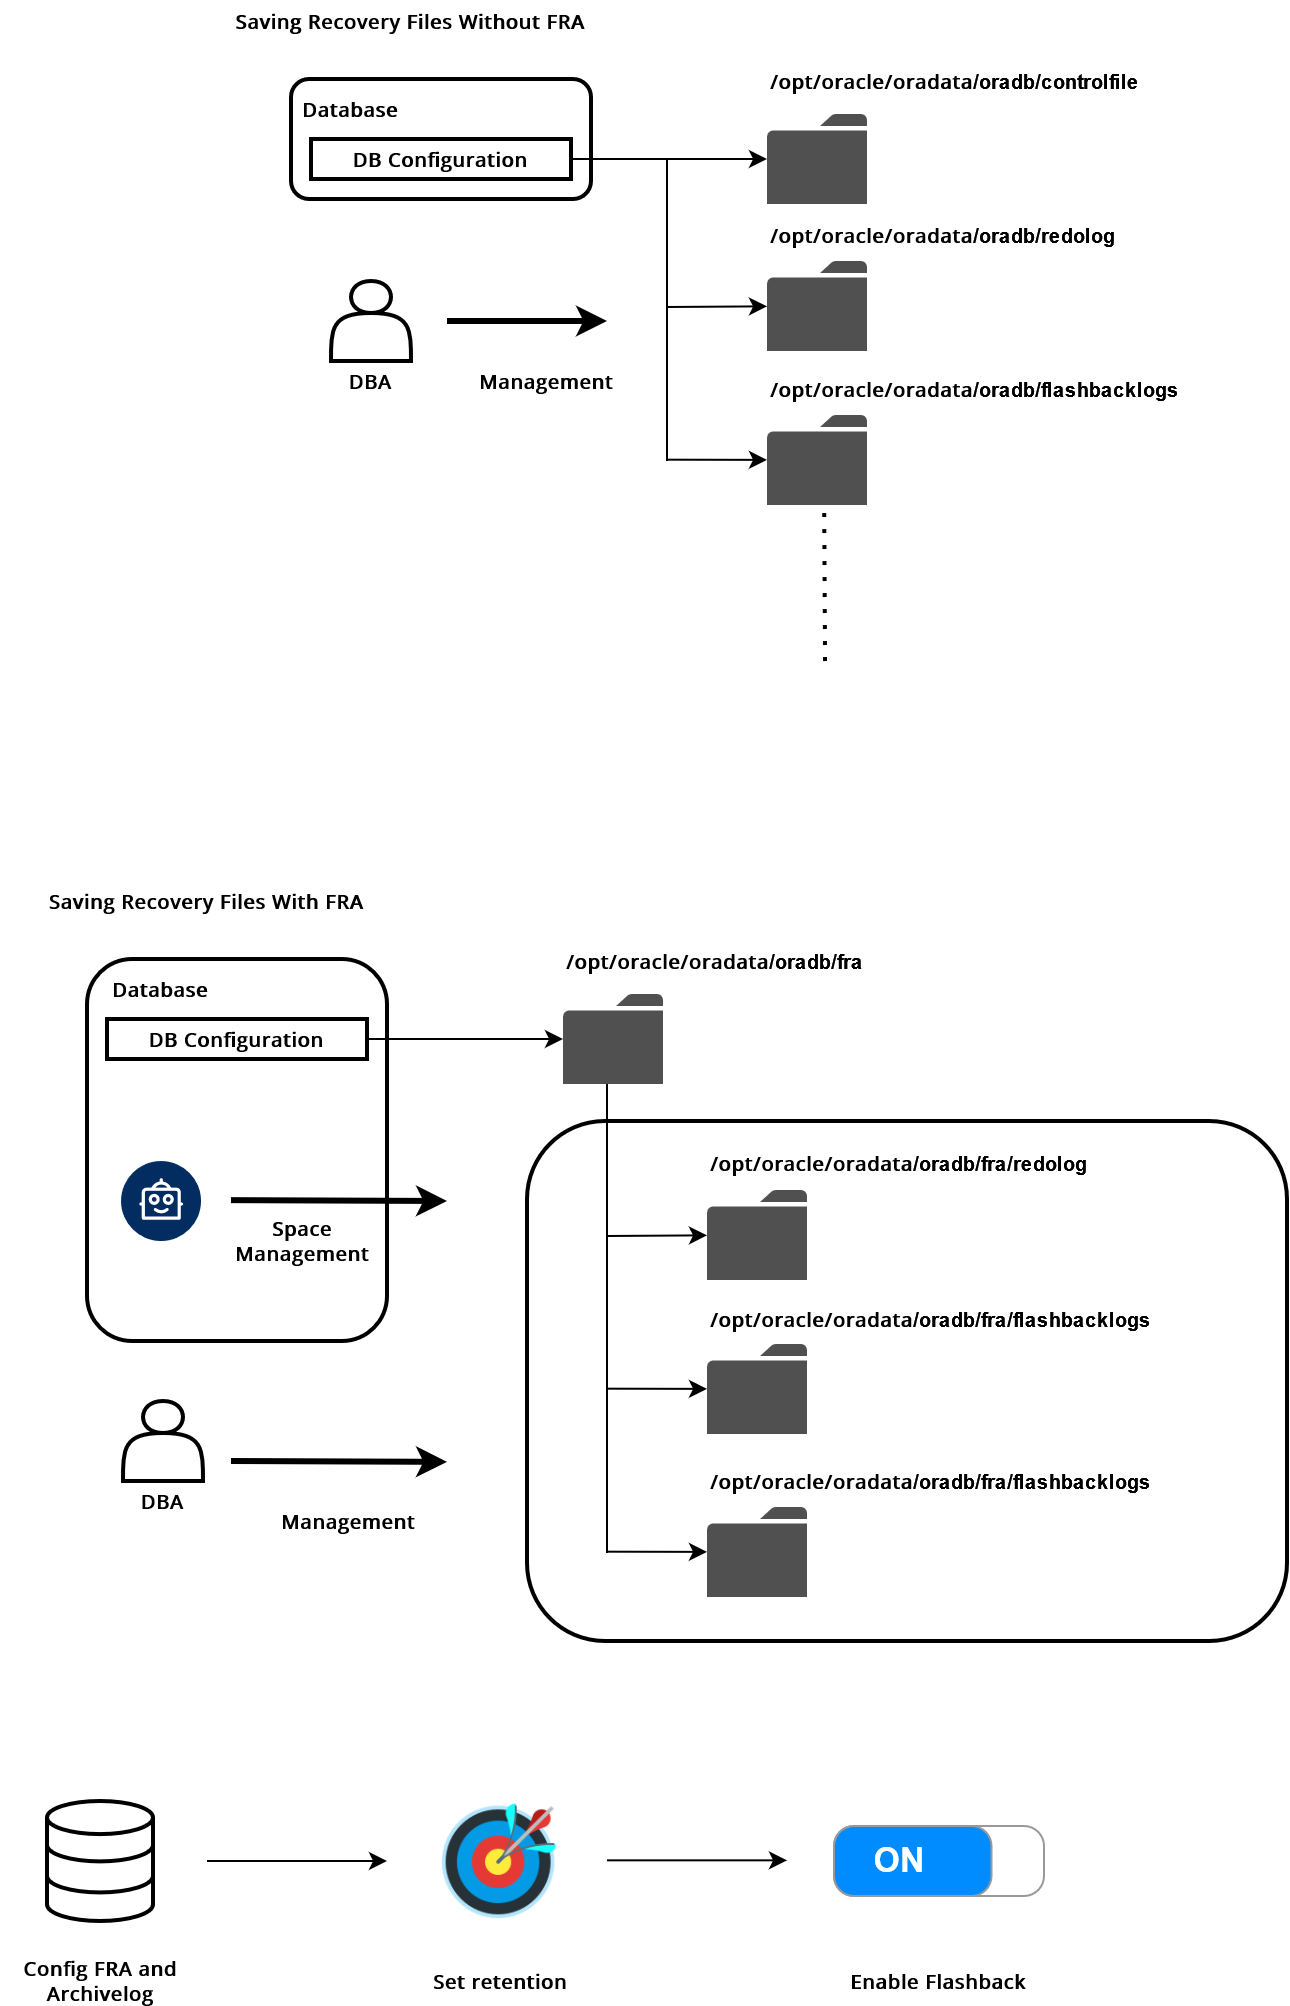 Saving Recovery Files Without FRA
/opt/oracle/oradata/oradb/controlfile
Database
DB Configuration
/opt/oracle/oradata/oradb/redolog
DBA
Management
/opt/oracle/oradata/oradb/flashbacklogs
Saving Recovery Files With FRA
/opt/oracle/oradata/oradb/fra
Database
DB Configuration
/opt/oracle/oradata/oradb/fra/redolog
Space
Management
/opt/oracle/oradata/oradb/fra/flashbacklogs
/opt/oracle/oradata/oradb/fra/flashbacklogs
DBA
Management
ON
Config FRA and
Archivelog
Set retention
Enable Flashback